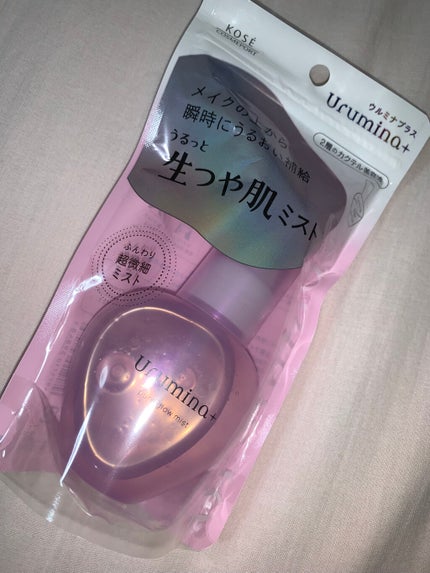 KOSÉ
COSMEPORT
ウルミナプラス
Urumina+
メイクの上から
瞬時にうるおい補給
うるっと
生つや肌ミスト
ふんわり
超微細
ミスト
Urumina+